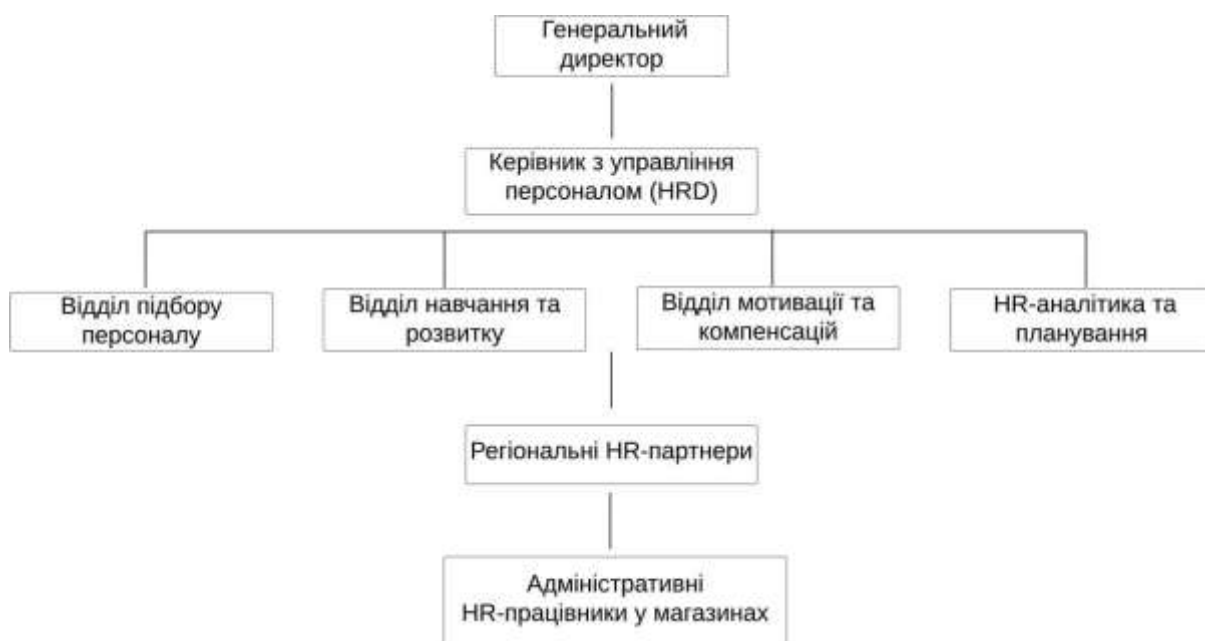 Генеральний
директор
Керівник з управління
персоналом (HRD)
Відділ підбору
персоналу
Відділ навчання та
розвитку
Відділ мотивації та
компенсацій
HR-аналітика та
планування
Регіональні HR-партнери
Адміністративні
HR-працівники у магазинах